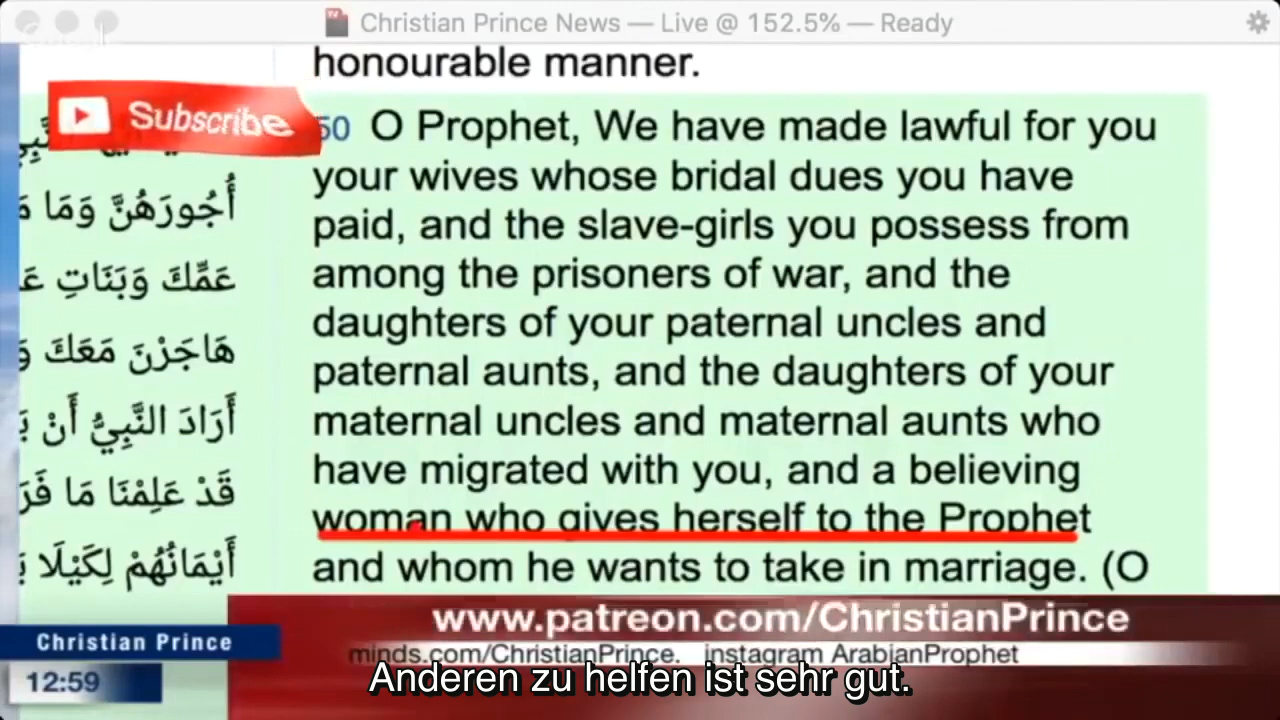 Christian Prince News — Live @ 152.5% — Ready
honourable manner.
Subscribe
50 O Prophet, We have made lawful for you
your wives whose bridal dues you have
paid, and the slave-girls you possess from
among the prisoners of war, and the
daughters of your paternal uncles and
paternal aunts, and the daughters of your
maternal uncles and maternal aunts who
have migrated with you, and a believing
woman who gives herself to the Prophet
and whom he wants to take in marriage. (O
أُجُورَهُنَّ وَمَا
عَمِّكَ وَبَنَاتِ
هَاجَرْنَ مَعَكَ
أَرَادَ النَّبِيُّ أَنْ
قَدْ عَلِمْنَا مَا
أَيْمَانُهُمْ لِكَيْلَا
www.patreon.com/ChristianPrince
Christian Prince
minds.com/ChristianPrince. instagram ArabianProphet
12:59
Anderen zu helfen ist sehr gut.